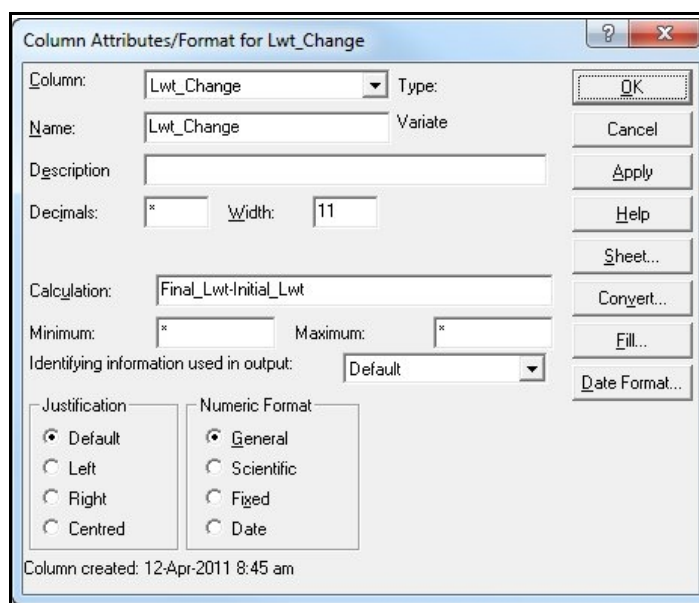 Column Attributes/Format for Lwt_Change
?
Column:
Lwt_Change
Type:
OK
Name:
Lwt_Change
Variate
Cancel
Description
Apply
Decimals:
*
Width:
11
Help
Sheet...
Calculation:
Final_Lwt-Initial_Lwt
Convert...
Minimum:
*
Maximum:
*
Fill...
Identifying information used in output:
Default
Date Format...
Justification
Default
Left
Right
Centred
Numeric Format
General
Scientific
Fixed
Date
Column created: 12-Apr-2011 8:45 am